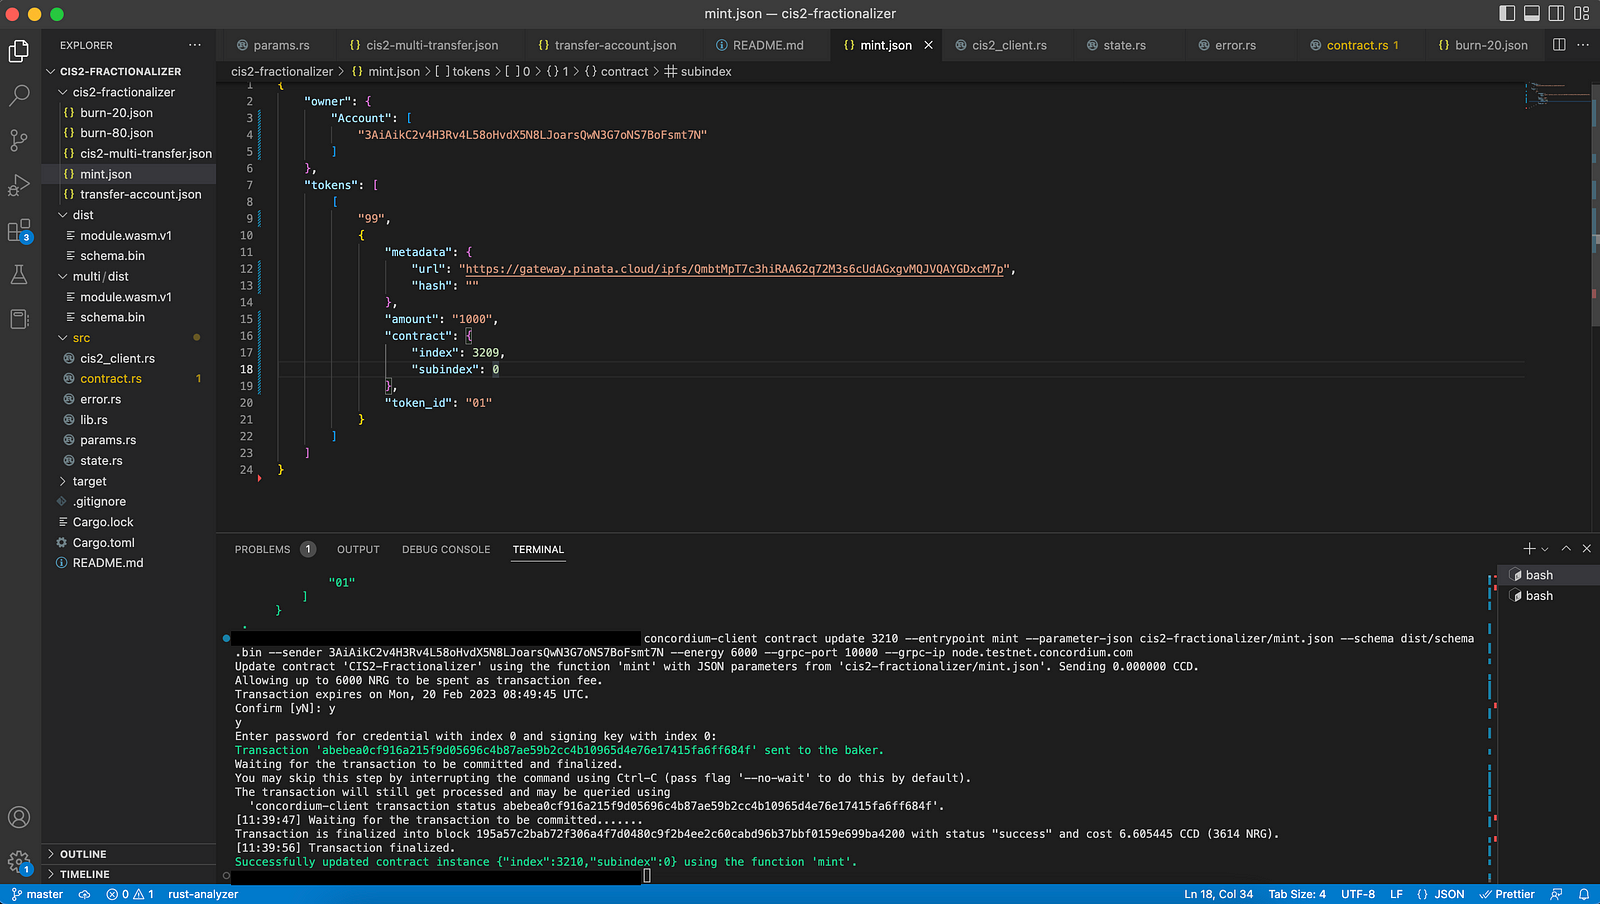 mint.json — cis2-fractionalizer
EXPLORER ···
params.rs
cis2-multi-transfer.json
transfer-account.json
README.md
mint.json
cis2_client.rs
state.rs
error.rs
contract.rs 1
burn-20.json
cis2-fractionalizer > {} mint.json > [ ] tokens > [ ] 0 > {} 1 > {} contract > subindex
CIS2-FRACTIONALIZER
cis2-fractionalizer
{} burn-20.json
{} burn-80.json
{} cis2-multi-transfer.json
{} mint.json
{} transfer-account.json
dist
module.wasm.v1
schema.bin
multi / dist
module.wasm.v1
schema.bin
src
cis2_client.rs
contract.rs 1
error.rs
lib.rs
params.rs
state.rs
target
.gitignore
Cargo.lock
Cargo.toml
README.md
OUTLINE
TIMELINE
1 {
2 "owner": {
3 "Account": [
4 "3AiAikC2v4H3Rv4L58oHvdX5N8LJoarsQwN3G7oNS7BoFsmt7N"
5 ]
6 },
7 "tokens": [
8 [
9 "99",
10 {
11 "metadata": {
12 "url": "https://gateway.pinata.cloud/ipfs/QmbtMpT7c3hiRAA62q72M3s6cUdAGxgvMQJVQAYGDxcM7p",
13 "hash": ""
14 },
15 "amount": "1000",
16 "contract": {
17 "index": 3209,
18 "subindex": 0
19 },
20 "token_id": "01"
21 }
22 ]
23 ]
24 }
PROBLEMS 1 OUTPUT DEBUG CONSOLE TERMINAL
bash
bash
"01"
]
}
.
concordium-client contract update 3210 --entrypoint mint --parameter-json cis2-fractionalizer/mint.json --schema dist/schema
.bin --sender 3AiAikC2v4H3Rv4L58oHvdX5N8LJoarsQwN3G7oNS7BoFsmt7N --energy 6000 --grpc-port 10000 --grpc-ip node.testnet.concordium.com
Update contract 'CIS2-Fractionalizer' using the function 'mint' with JSON parameters from 'cis2-fractionalizer/mint.json'. Sending 0.000000 CCD.
Allowing up to 6000 NRG to be spent as transaction fee.
Transaction expires on Mon, 20 Feb 2023 08:49:45 UTC.
Confirm [yN]: y
y
Enter password for credential with index 0 and signing key with index 0:
Transaction 'abebea0cf916a215f9d05696c4b87ae59b2cc4b10965d4e76e17415fa6ff684f' sent to the baker.
Waiting for the transaction to be committed and finalized.
You may skip this step by interrupting the command using Ctrl-C (pass flag '--no-wait' to do this by default).
The transaction will still get processed and may be queried using
'concordium-client transaction status abebea0cf916a215f9d05696c4b87ae59b2cc4b10965d4e76e17415fa6ff684f'.
[11:39:47] Waiting for the transaction to be committed.......
Transaction is finalized into block 195a57c2bab72f306a4f7d0480c9f2b4ee2c60cabd96b37bbf0159e699ba4200 with status "success" and cost 6.605445 CCD (3614 NRG).
[11:39:56] Transaction finalized.
Successfully updated contract instance {"index":3210,"subindex":0} using the function 'mint'.
3
1
master 0 1 rust-analyzer Ln 18, Col 34 Tab Size: 4 UTF-8 LF {} JSON Prettier